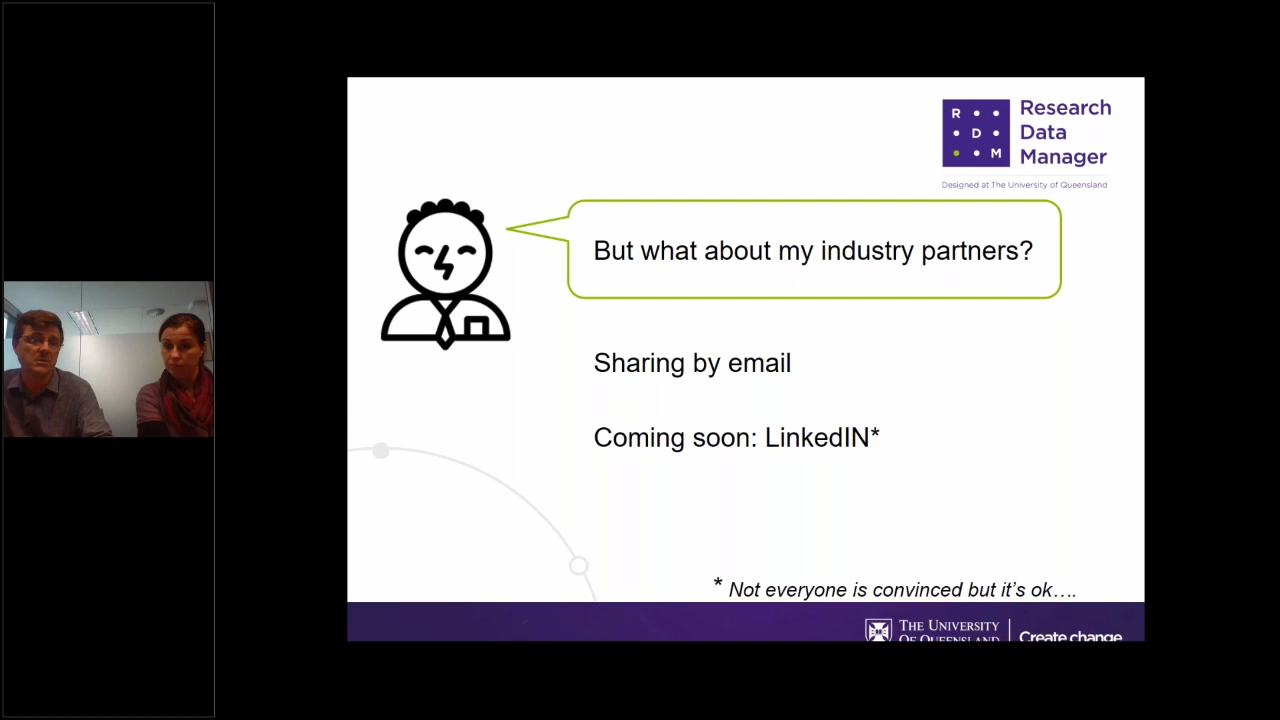 R
D
M
Research
Data
Manager
Designed at The University of Queensland
But what about my industry partners?
Sharing by email
Coming soon: LinkedIN*
* Not everyone is convinced but it's ok....
THE UNIVERSITY
OF QUEENSLAND
Create change